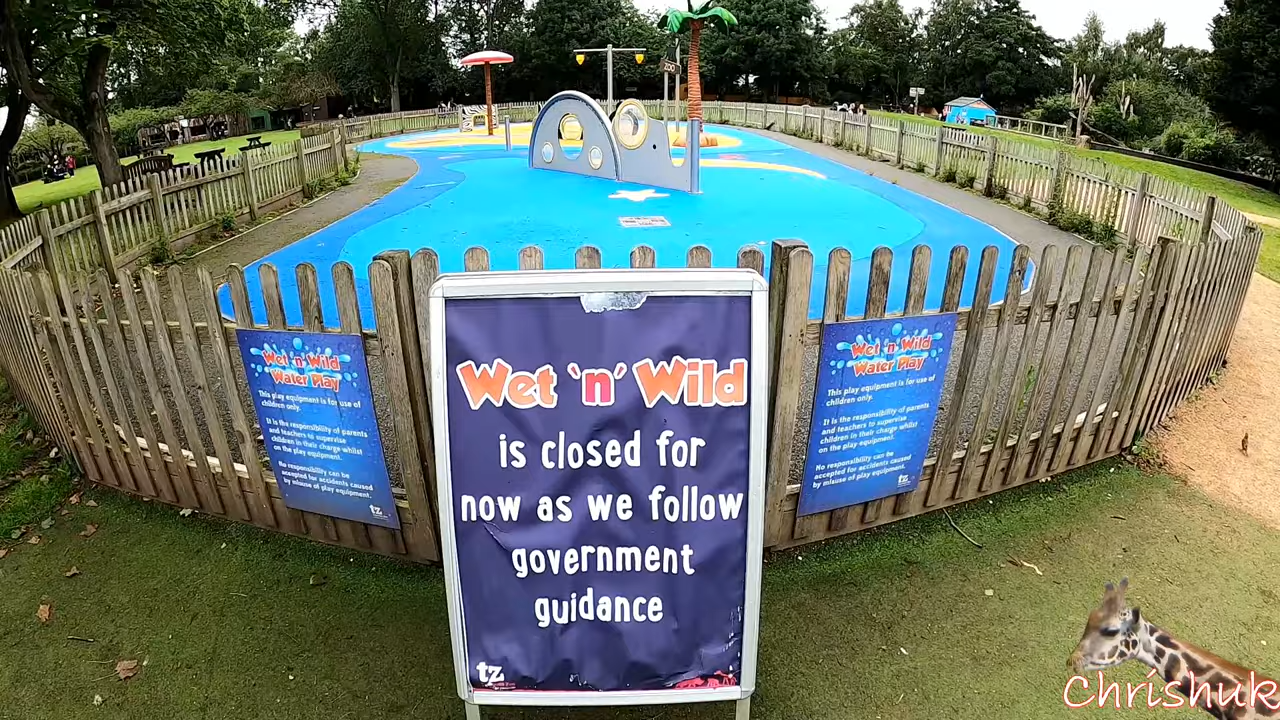 ZOO
Wet 'n' Wild
is closed for
now as we follow
government
guidance
tz
Wet 'n' Wild
Water Play
This play equipment is for use of
children only.
It is the responsibility of parents
and teachers to supervise
children in their charge whilst
on the play equipment.
No responsibility can be
accepted for accidents caused
by misuse of play equipment.
tz
Wet 'n' Wild
Water Play
This play equipment is for use of
children only.
It is the responsibility of parents
and teachers to supervise
children in their charge whilst
on the play equipment.
No responsibility can be
accepted for accidents caused
by misuse of play equipment.
tz
Chrishuk